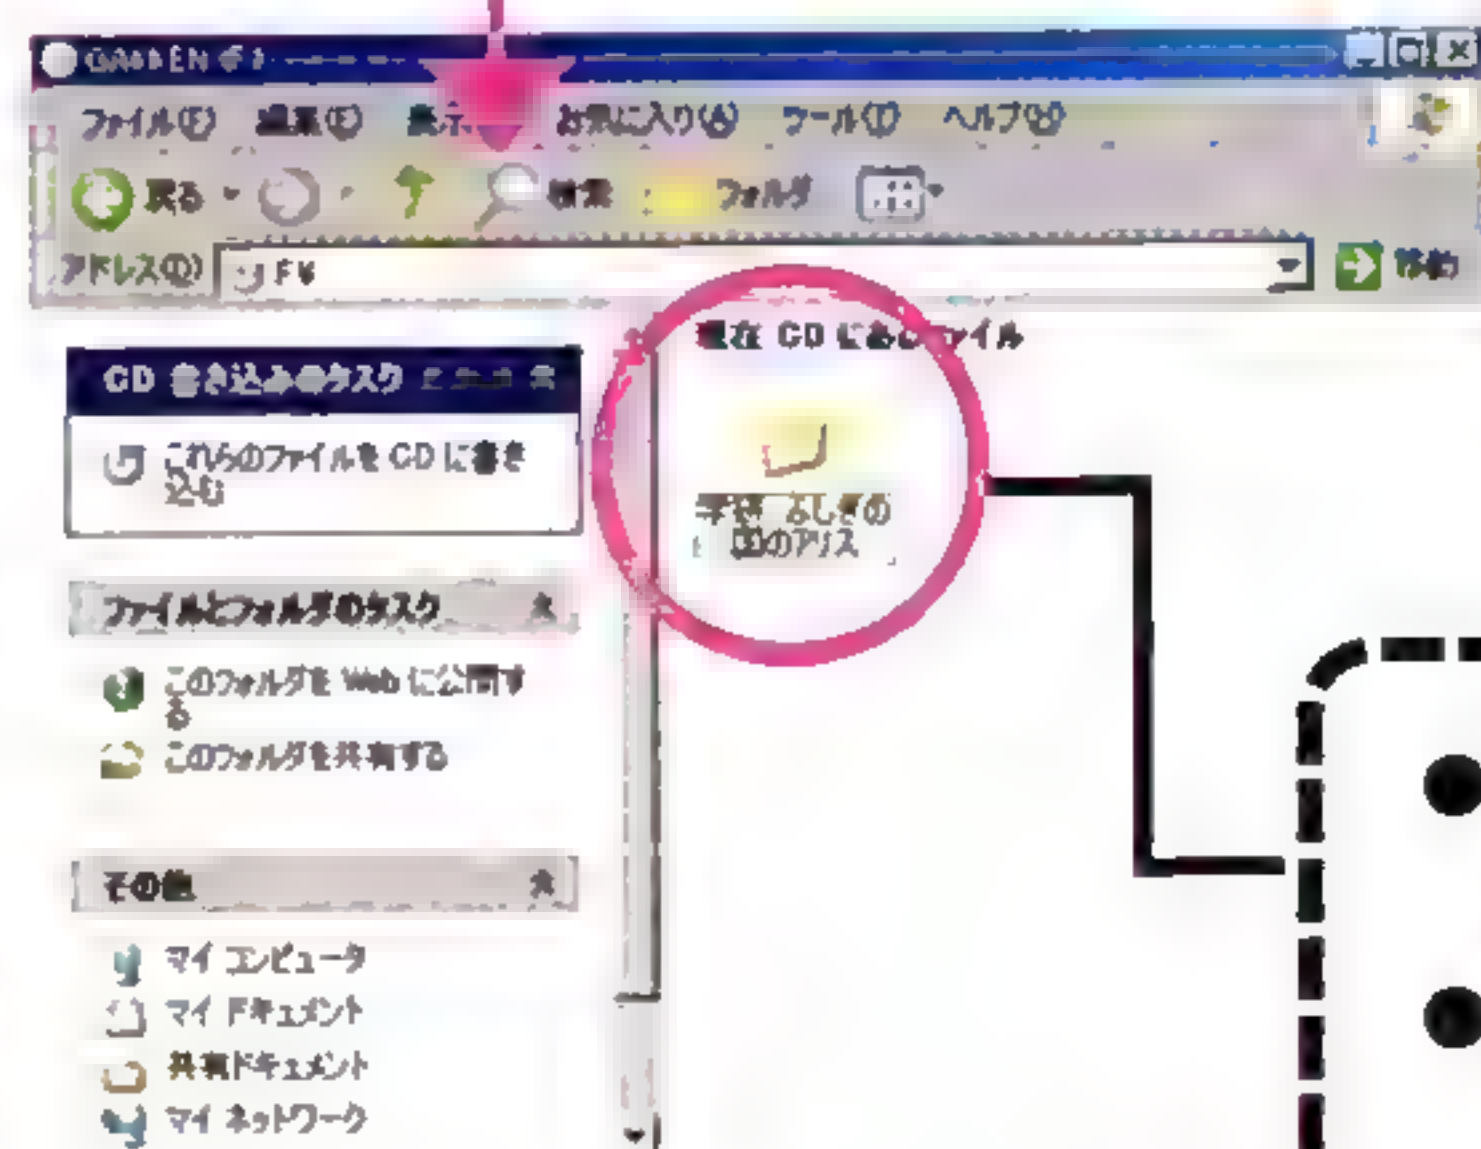 ファイル(F) 編集(E) 表示 お気に入り(A) ツール(T) ヘルプ(H)
戻る 検索 フォルダ
アドレス(D) F¥ 移動
現在 CD にあるファイル
CD 書き込みのタスク
これらのファイルを CD に書き
込む
ふしぎの
国のアリス
ファイルとフォルダのタスク
このフォルダを Web に公開す
る
このフォルダを共有する
その他
マイ コンピュータ
マイ ドキュメント
共有ドキュメント
マイ ネットワーク